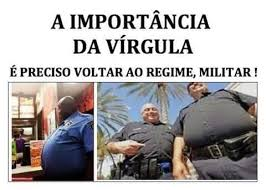 A IMPORTÂNCIA
DA VÍRGULA
É PRECISO VOLTAR AO REGIME, MILITAR !